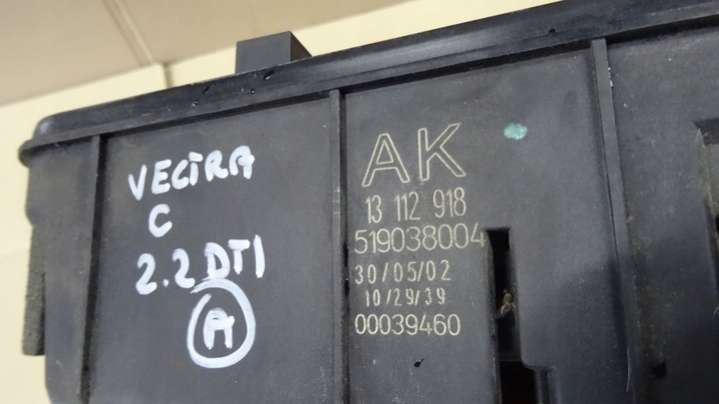 VECTRA
C
2.2 DTI
A
AK
13 112 918
519038004
30/05/02
10/29/39
00039460